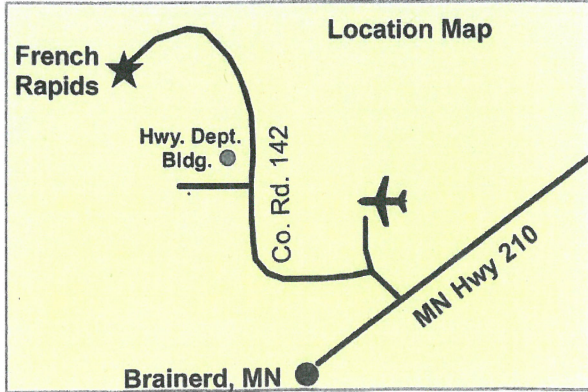 Location Map
French
Rapids
Hwy. Dept.
Bldg.
Co. Rd. 142
MN Hwy 210
Brainerd, MN